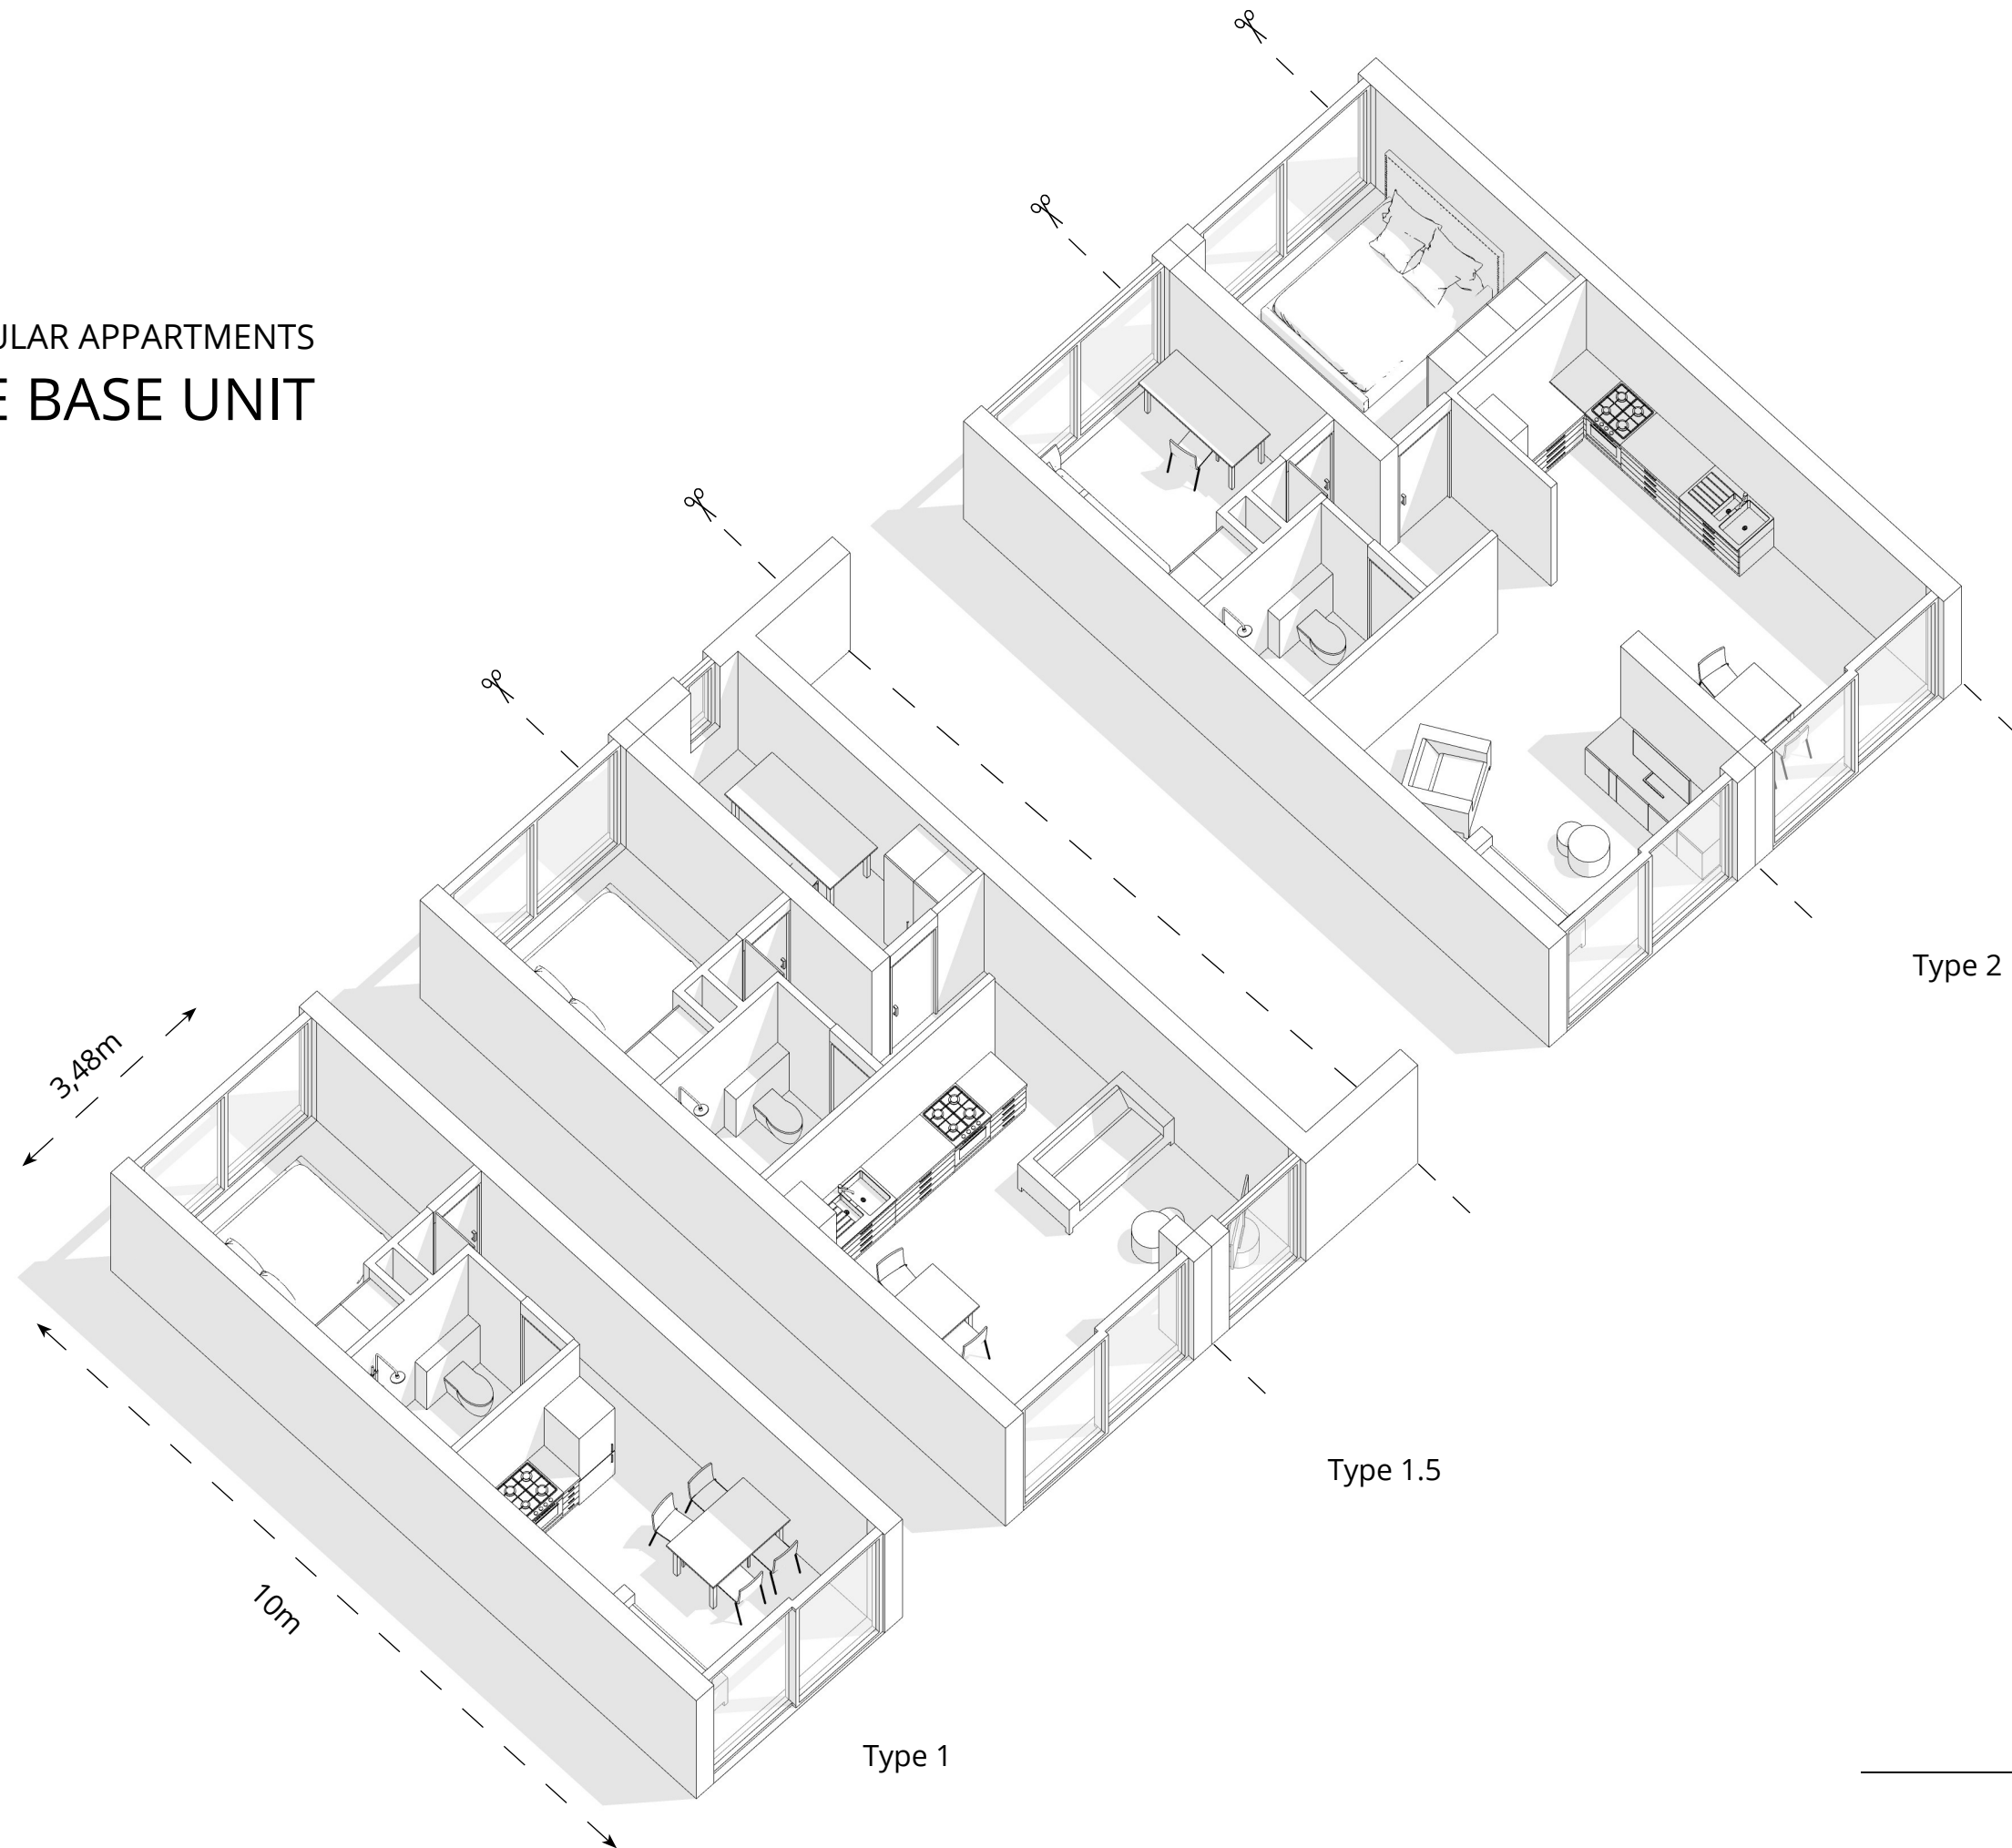 ULAR APPARTMENTS
E BASE UNIT
Type 2
3,48m
Type 1.5
10m
Type 1